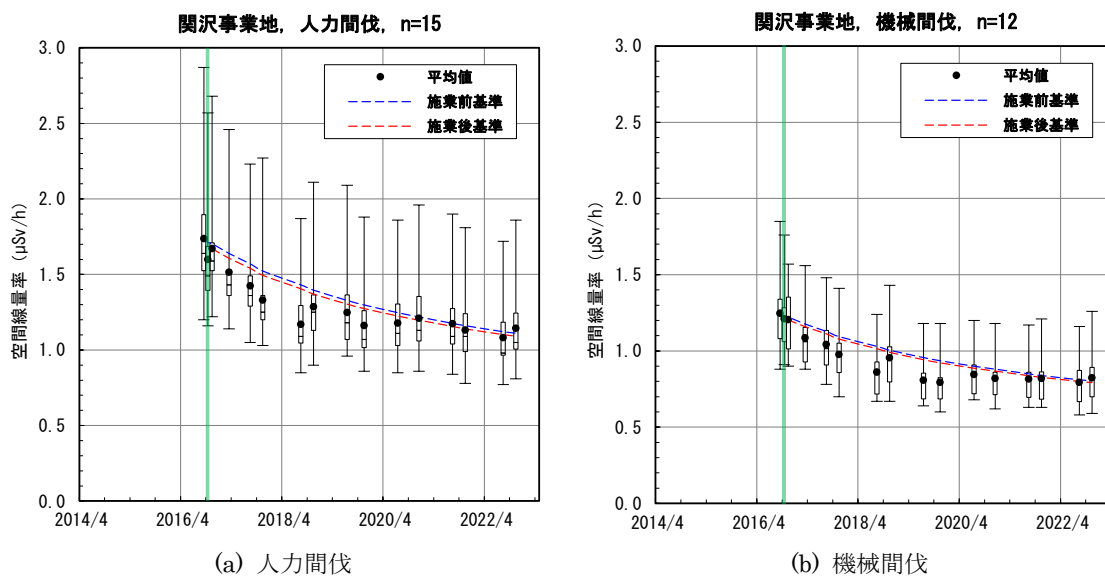 関沢事業地, 人力間伐, n=15
3.0
2.5
2.0
1.5
1.0
0.5
0.0
空間線量率 (μSv/h)
平均値
施業前基準
施業後基準
2014/4
2016/4
2018/4
2020/4
2022/4
(a) 人力間伐
関沢事業地, 機械間伐, n=12
3.0
2.5
2.0
1.5
1.0
0.5
0.0
空間線量率 (μSv/h)
平均値
施業前基準
施業後基準
2014/4
2016/4
2018/4
2020/4
2022/4
(b) 機械間伐